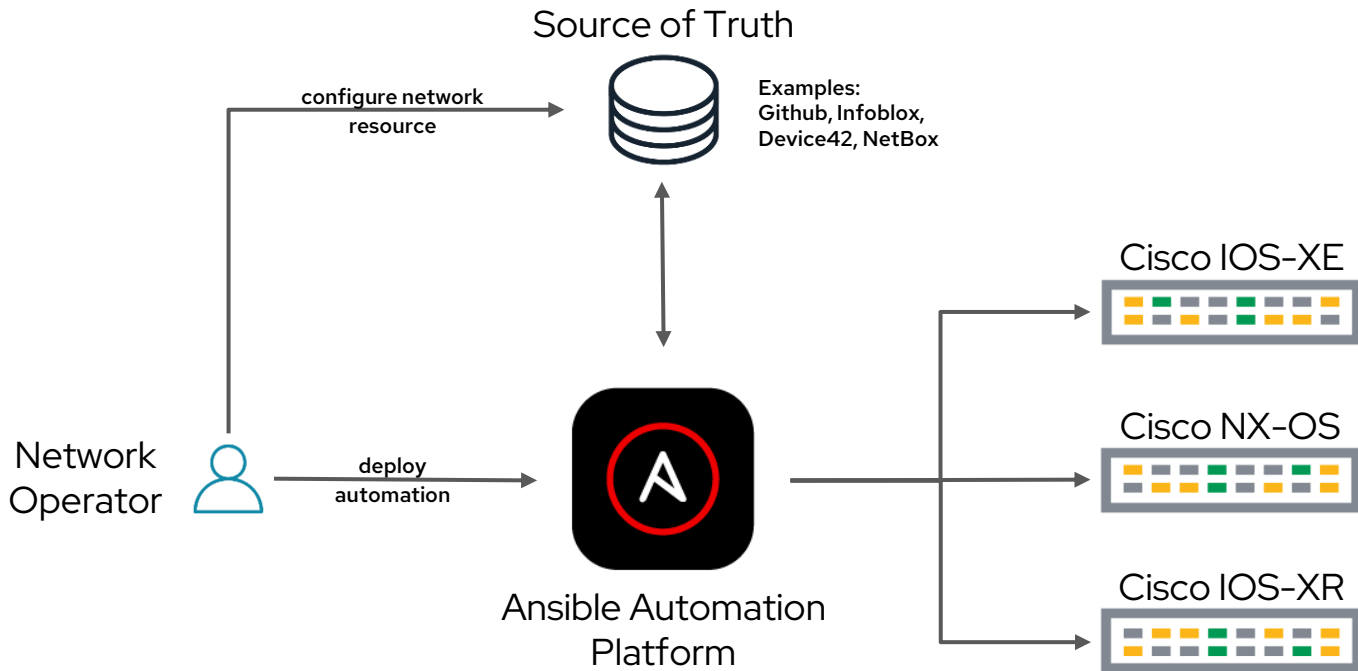 Source of Truth
configure network
resource
Examples:
Github, Infoblox,
Device42, NetBox
Cisco IOS-XE
Cisco NX-OS
Network
Operator
deploy
automation
Cisco IOS-XR
Ansible Automation
Platform